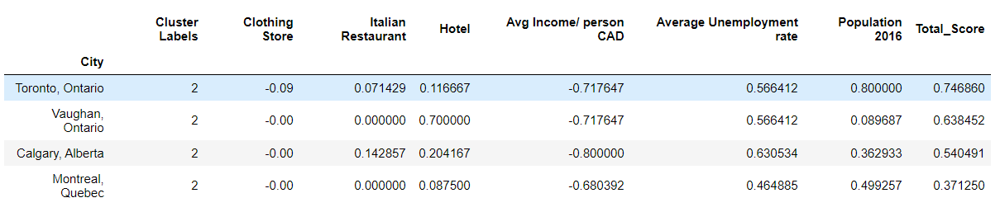 Cluster Labels Clothing Store Italian Restaurant Hotel Avg Income/ person CAD Average Unemployment rate Population 2016 Total_Score
City
Toronto, Ontario 2 -0.09 0.071429 0.116667 -0.717647 0.566412 0.800000 0.746860
Vaughan, Ontario 2 -0.00 0.000000 0.700000 -0.717647 0.566412 0.089687 0.638452
Calgary, Alberta 2 -0.00 0.142857 0.204167 -0.800000 0.630534 0.362933 0.540491
Montreal, Quebec 2 -0.00 0.000000 0.087500 -0.680392 0.464885 0.499257 0.371250